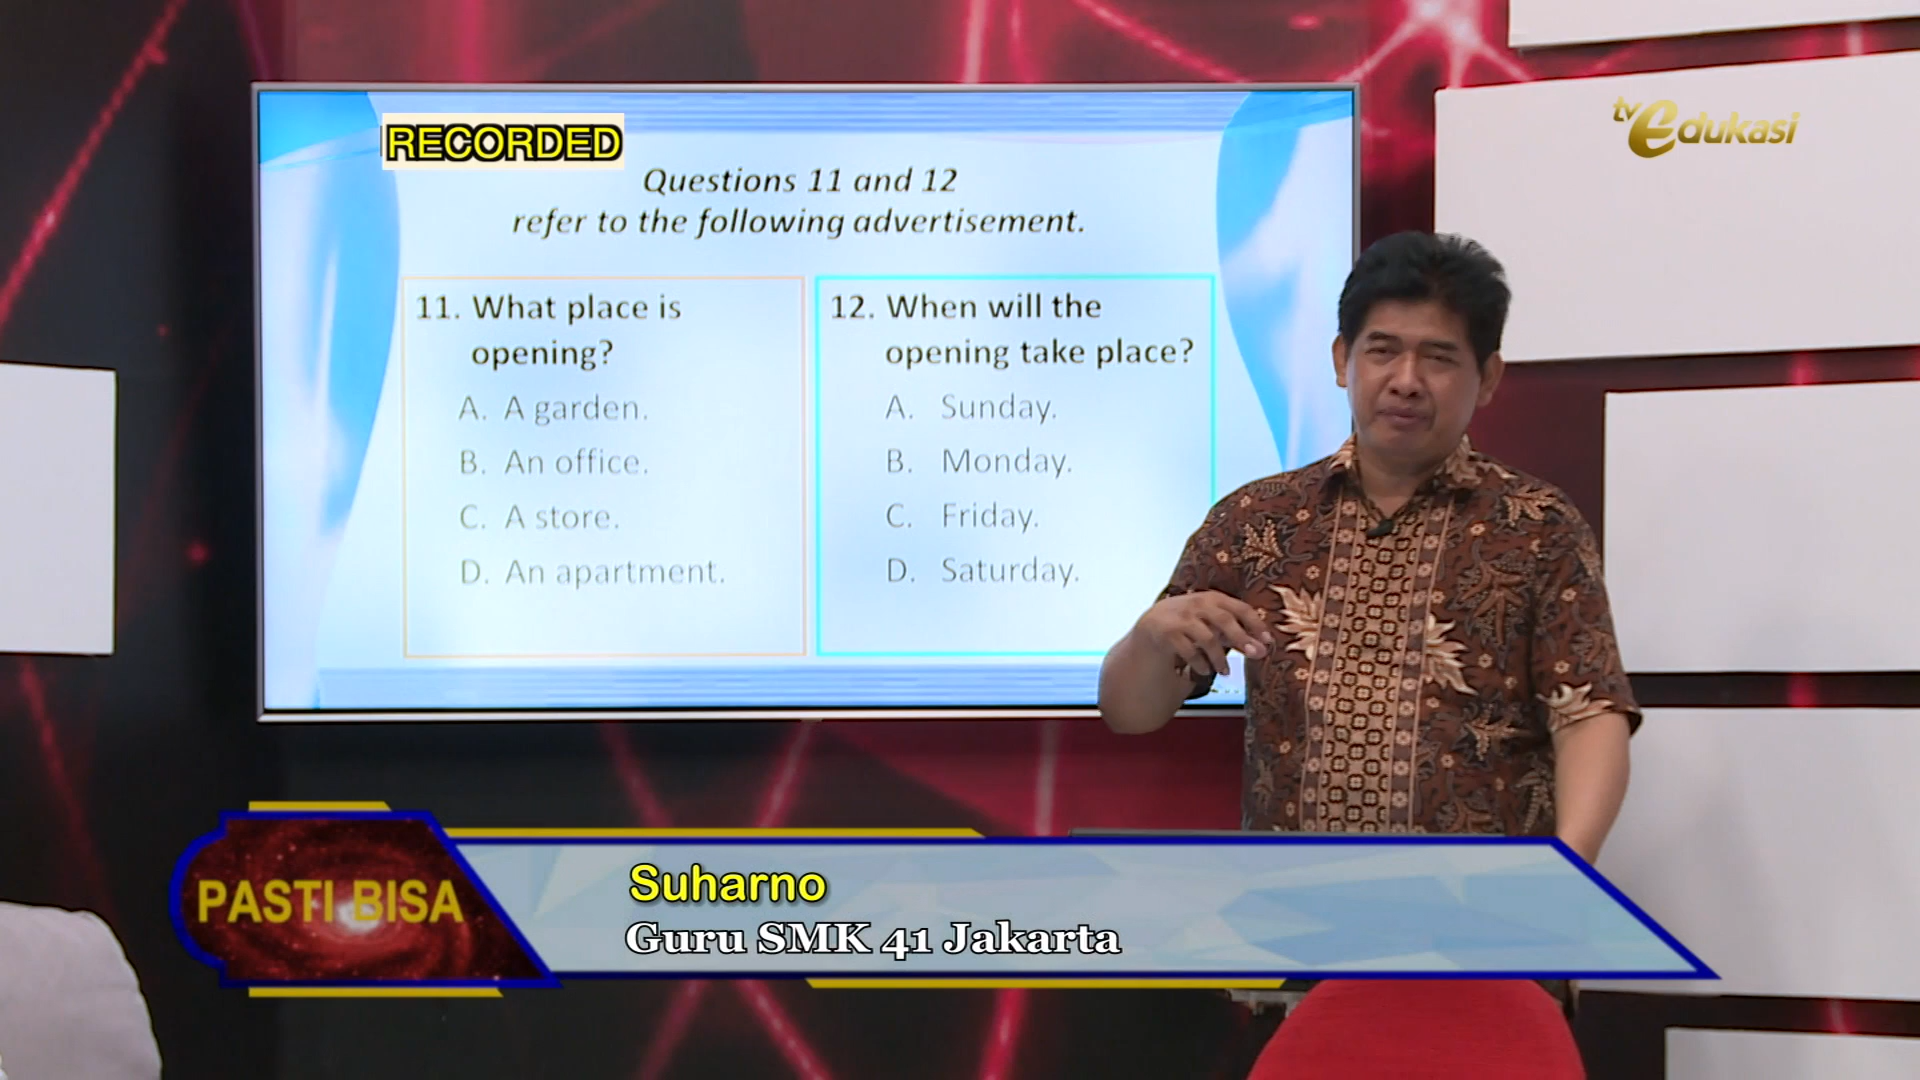 RECORDED
tv edukasi
Questions 11 and 12
refer to the following advertisement.
11. What place is
opening?
A. A garden.
B. An office.
C. A store.
D. An apartment.
12. When will the
opening take place?
A. Sunday.
B. Monday.
C. Friday.
D. Saturday.
PASTI BISA
Suharno
Guru SMK 41 Jakarta